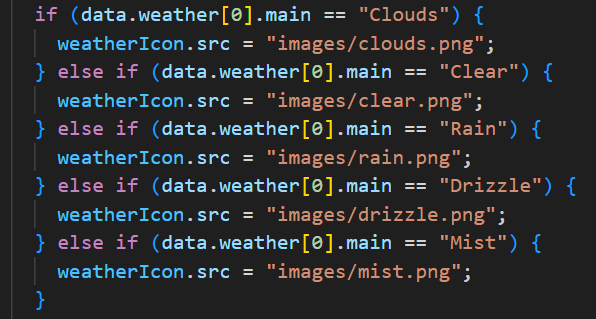 if (data.weather[0].main == "Clouds") {
  weatherIcon.src = "images/clouds.png";
} else if (data.weather[0].main == "Clear") {
  weatherIcon.src = "images/clear.png";
} else if (data.weather[0].main == "Rain") {
  weatherIcon.src = "images/rain.png";
} else if (data.weather[0].main == "Drizzle") {
  weatherIcon.src = "images/drizzle.png";
} else if (data.weather[0].main == "Mist") {
  weatherIcon.src = "images/mist.png";
}